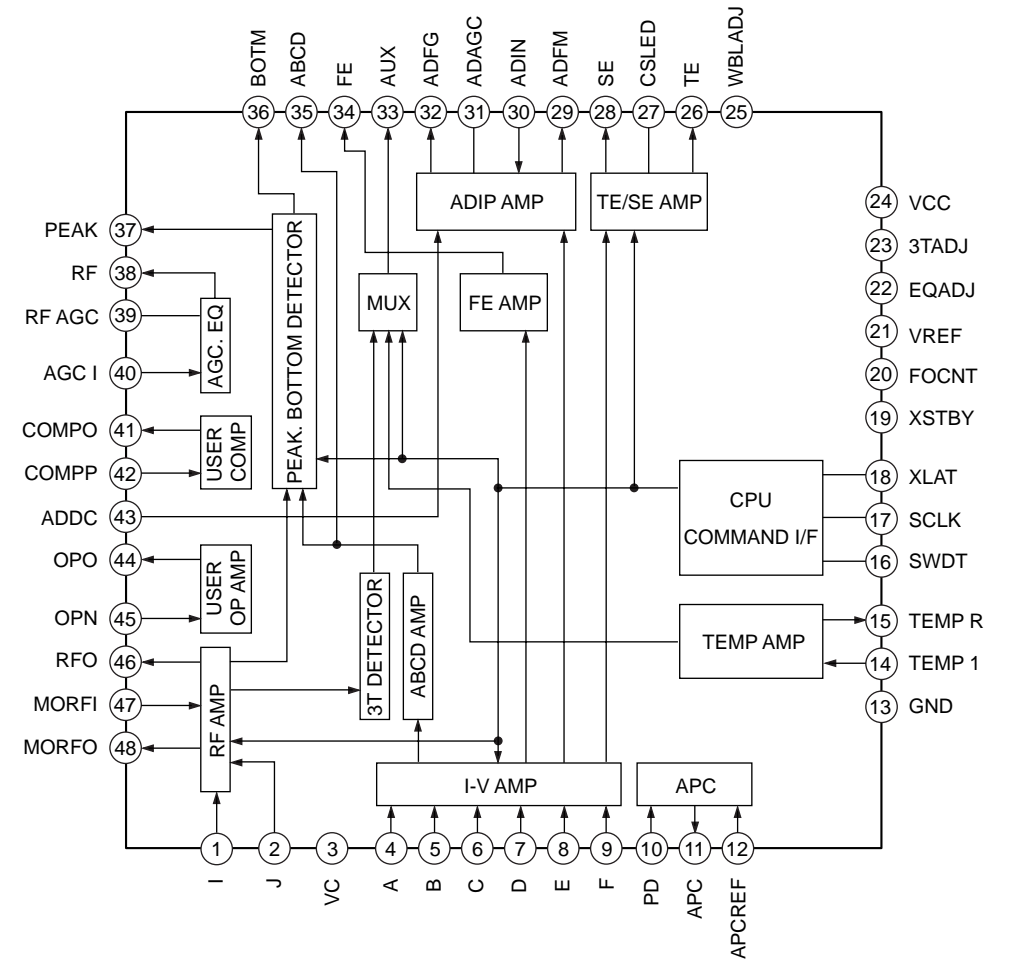 BOTM
ABCD
FE
AUX
ADFG
ADAGC
ADIN
ADFM
SE
CSLED
TE
WBLADJ
36
35
34
33
32
31
30
29
28
27
26
25
ADIP AMP
TE/SE AMP
PEAK
37
RF
38
RF AGC
39
AGC I
40
COMPO
41
COMPP
42
ADDC
43
OPO
44
OPN
45
RFO
46
MORFI
47
MORFO
48
AGC. EQ
USER
COMP
USER
OP AMP
RF AMP
PEAK. BOTTOM DETECTOR
MUX
FE AMP
3T DETECTOR
ABCD AMP
CPU
COMMAND I/F
TEMP AMP
I-V AMP
APC
24
VCC
23
3TADJ
22
EQADJ
21
VREF
20
FOCNT
19
XSTBY
18
XLAT
17
SCLK
16
SWDT
15
TEMP R
14
TEMP 1
13
GND
1
2
3
4
5
6
7
8
9
10
11
12
I
J
VC
A
B
C
D
E
F
PD
APC
APCREF